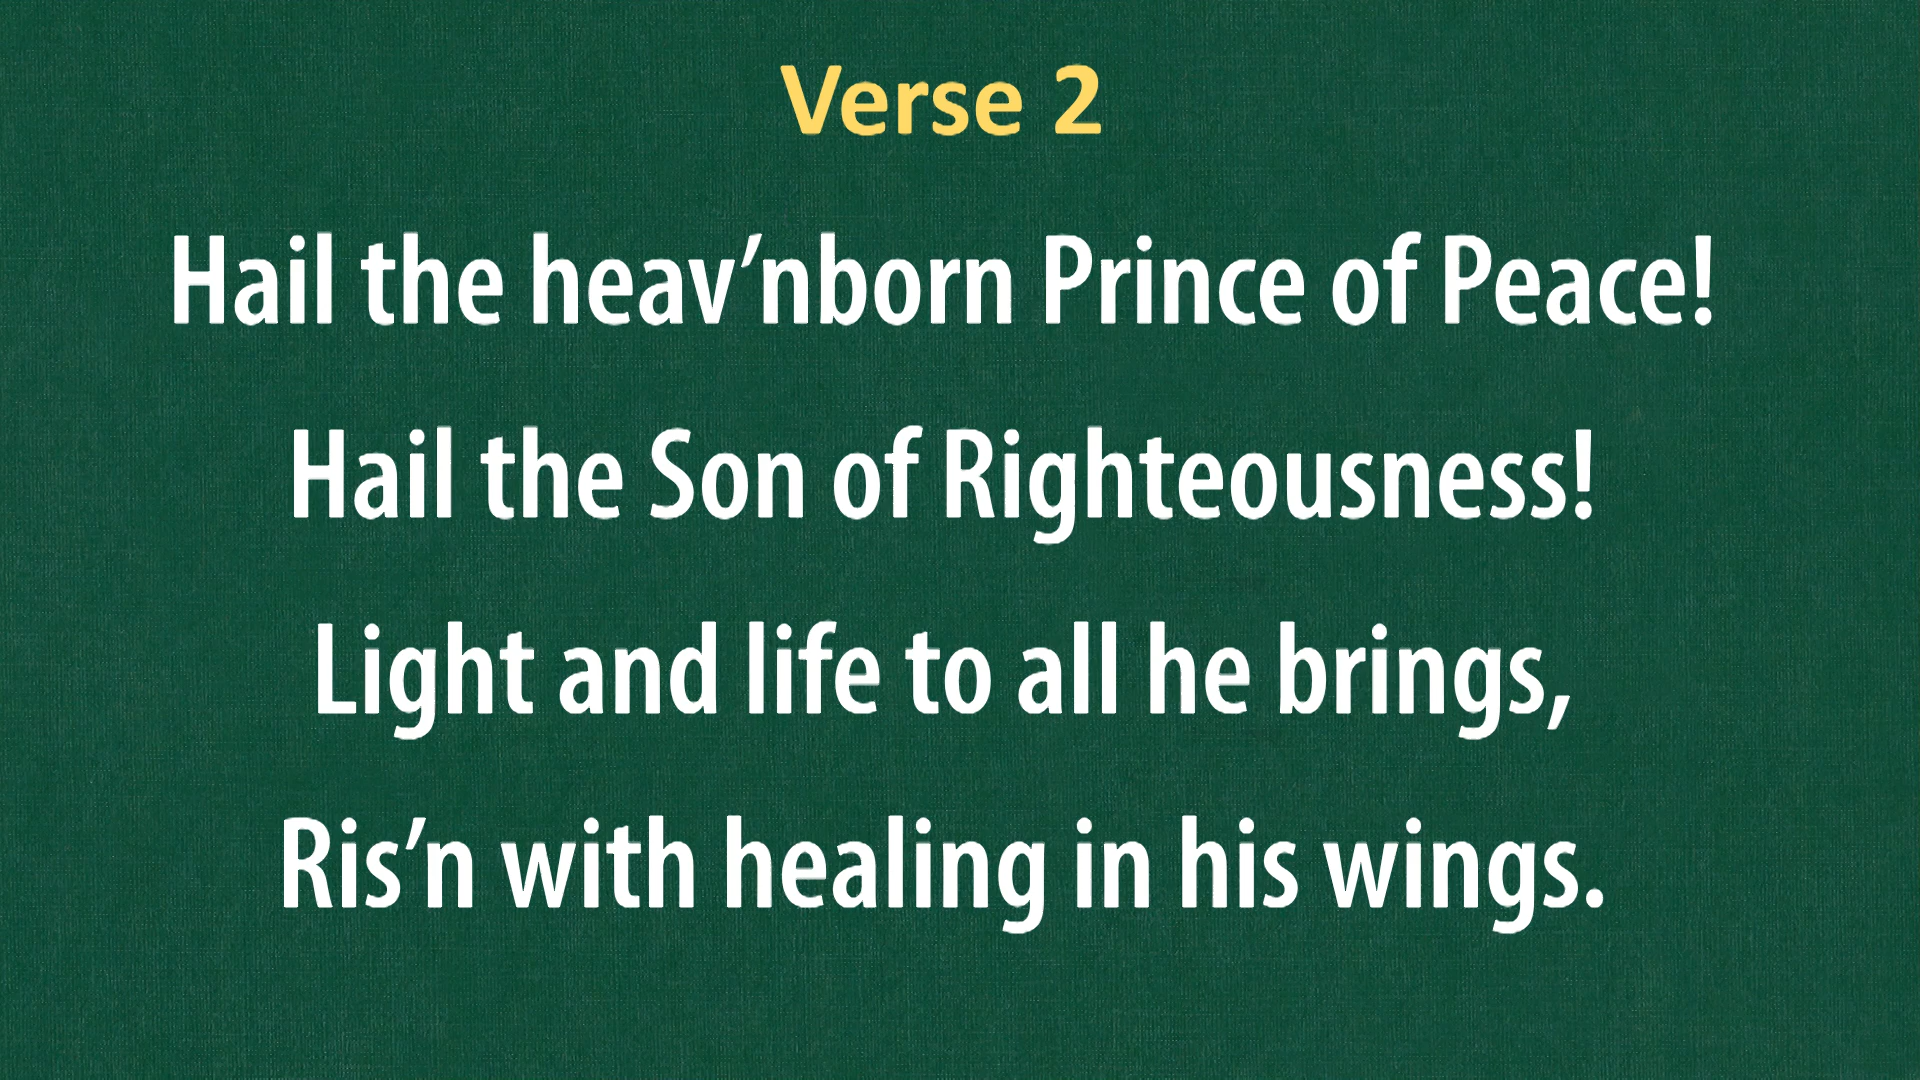 Verse 2
Hail the heav’nborn Prince of Peace!
Hail the Son of Righteousness!
Light and life to all he brings,
Ris’n with healing in his wings.